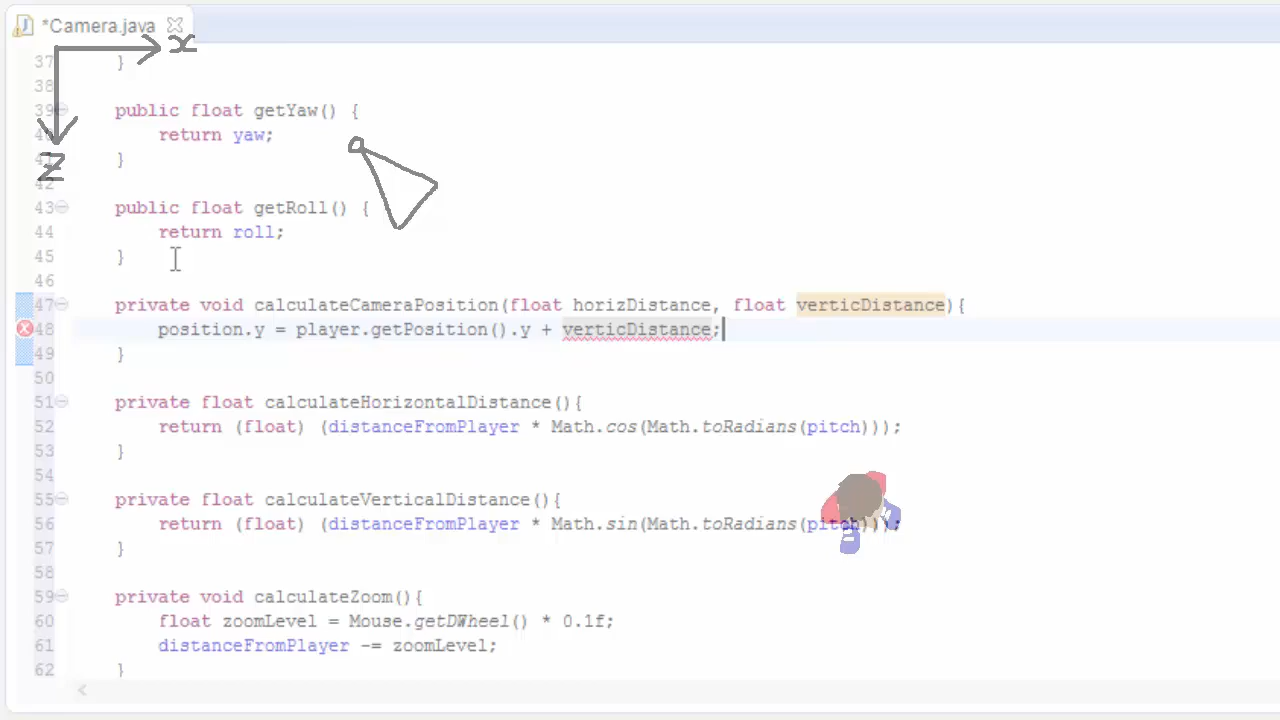 *Camera.java
x
37 }
38
39 public float getYaw() {
40 return yaw;
41 }
z
42
43 public float getRoll() {
44 return roll;
45 }
46
47 private void calculateCameraPosition(float horizDistance, float verticDistance){
48 position.y = player.getPosition().y + verticDistance;
49 }
50
51 private float calculateHorizontalDistance(){
52 return (float) (distanceFromPlayer * Math.cos(Math.toRadians(pitch)));
53 }
54
55 private float calculateVerticalDistance(){
56 return (float) (distanceFromPlayer * Math.sin(Math.toRadians(pitch)));
57 }
58
59 private void calculateZoom(){
60 float zoomLevel = Mouse.getDWheel() * 0.1f;
61 distanceFromPlayer -= zoomLevel;
62 }